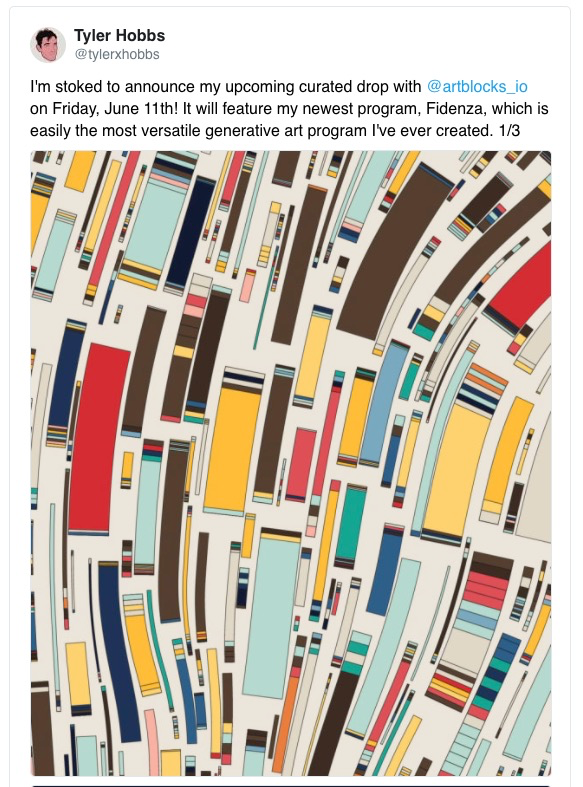 Tyler Hobbs
@tylerxhobbs
I'm stoked to announce my upcoming curated drop with @artblocks_io
on Friday, June 11th! It will feature my newest program, Fidenza, which is
easily the most versatile generative art program I've ever created. 1/3